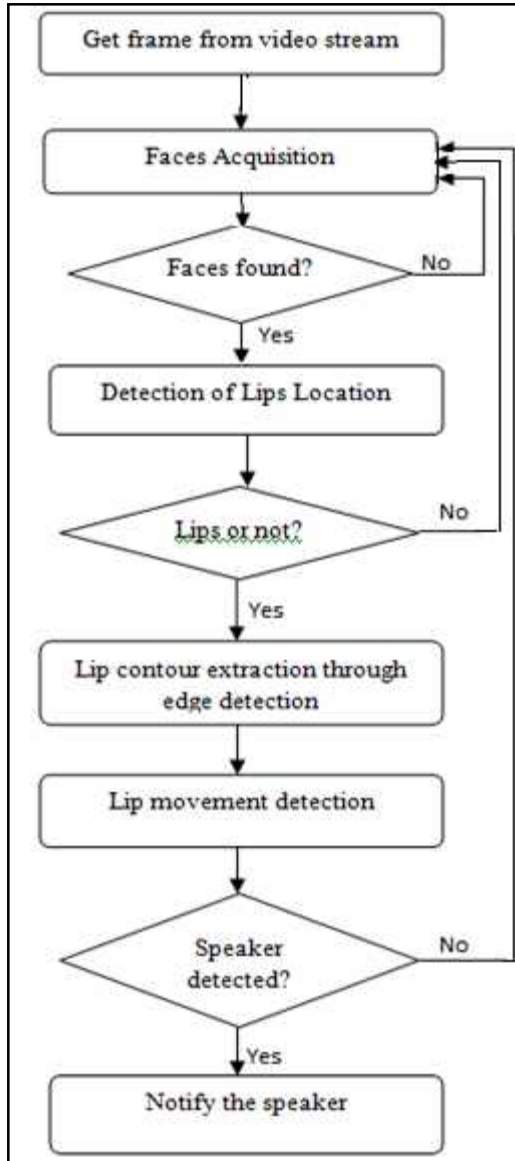 Get frame from video stream
Faces Acquisition
Faces found?
No
Yes
Detection of Lips Location
Lips or not?
No
Yes
Lip contour extraction through
edge detection
Lip movement detection
Speaker
detected?
No
Yes
Notify the speaker